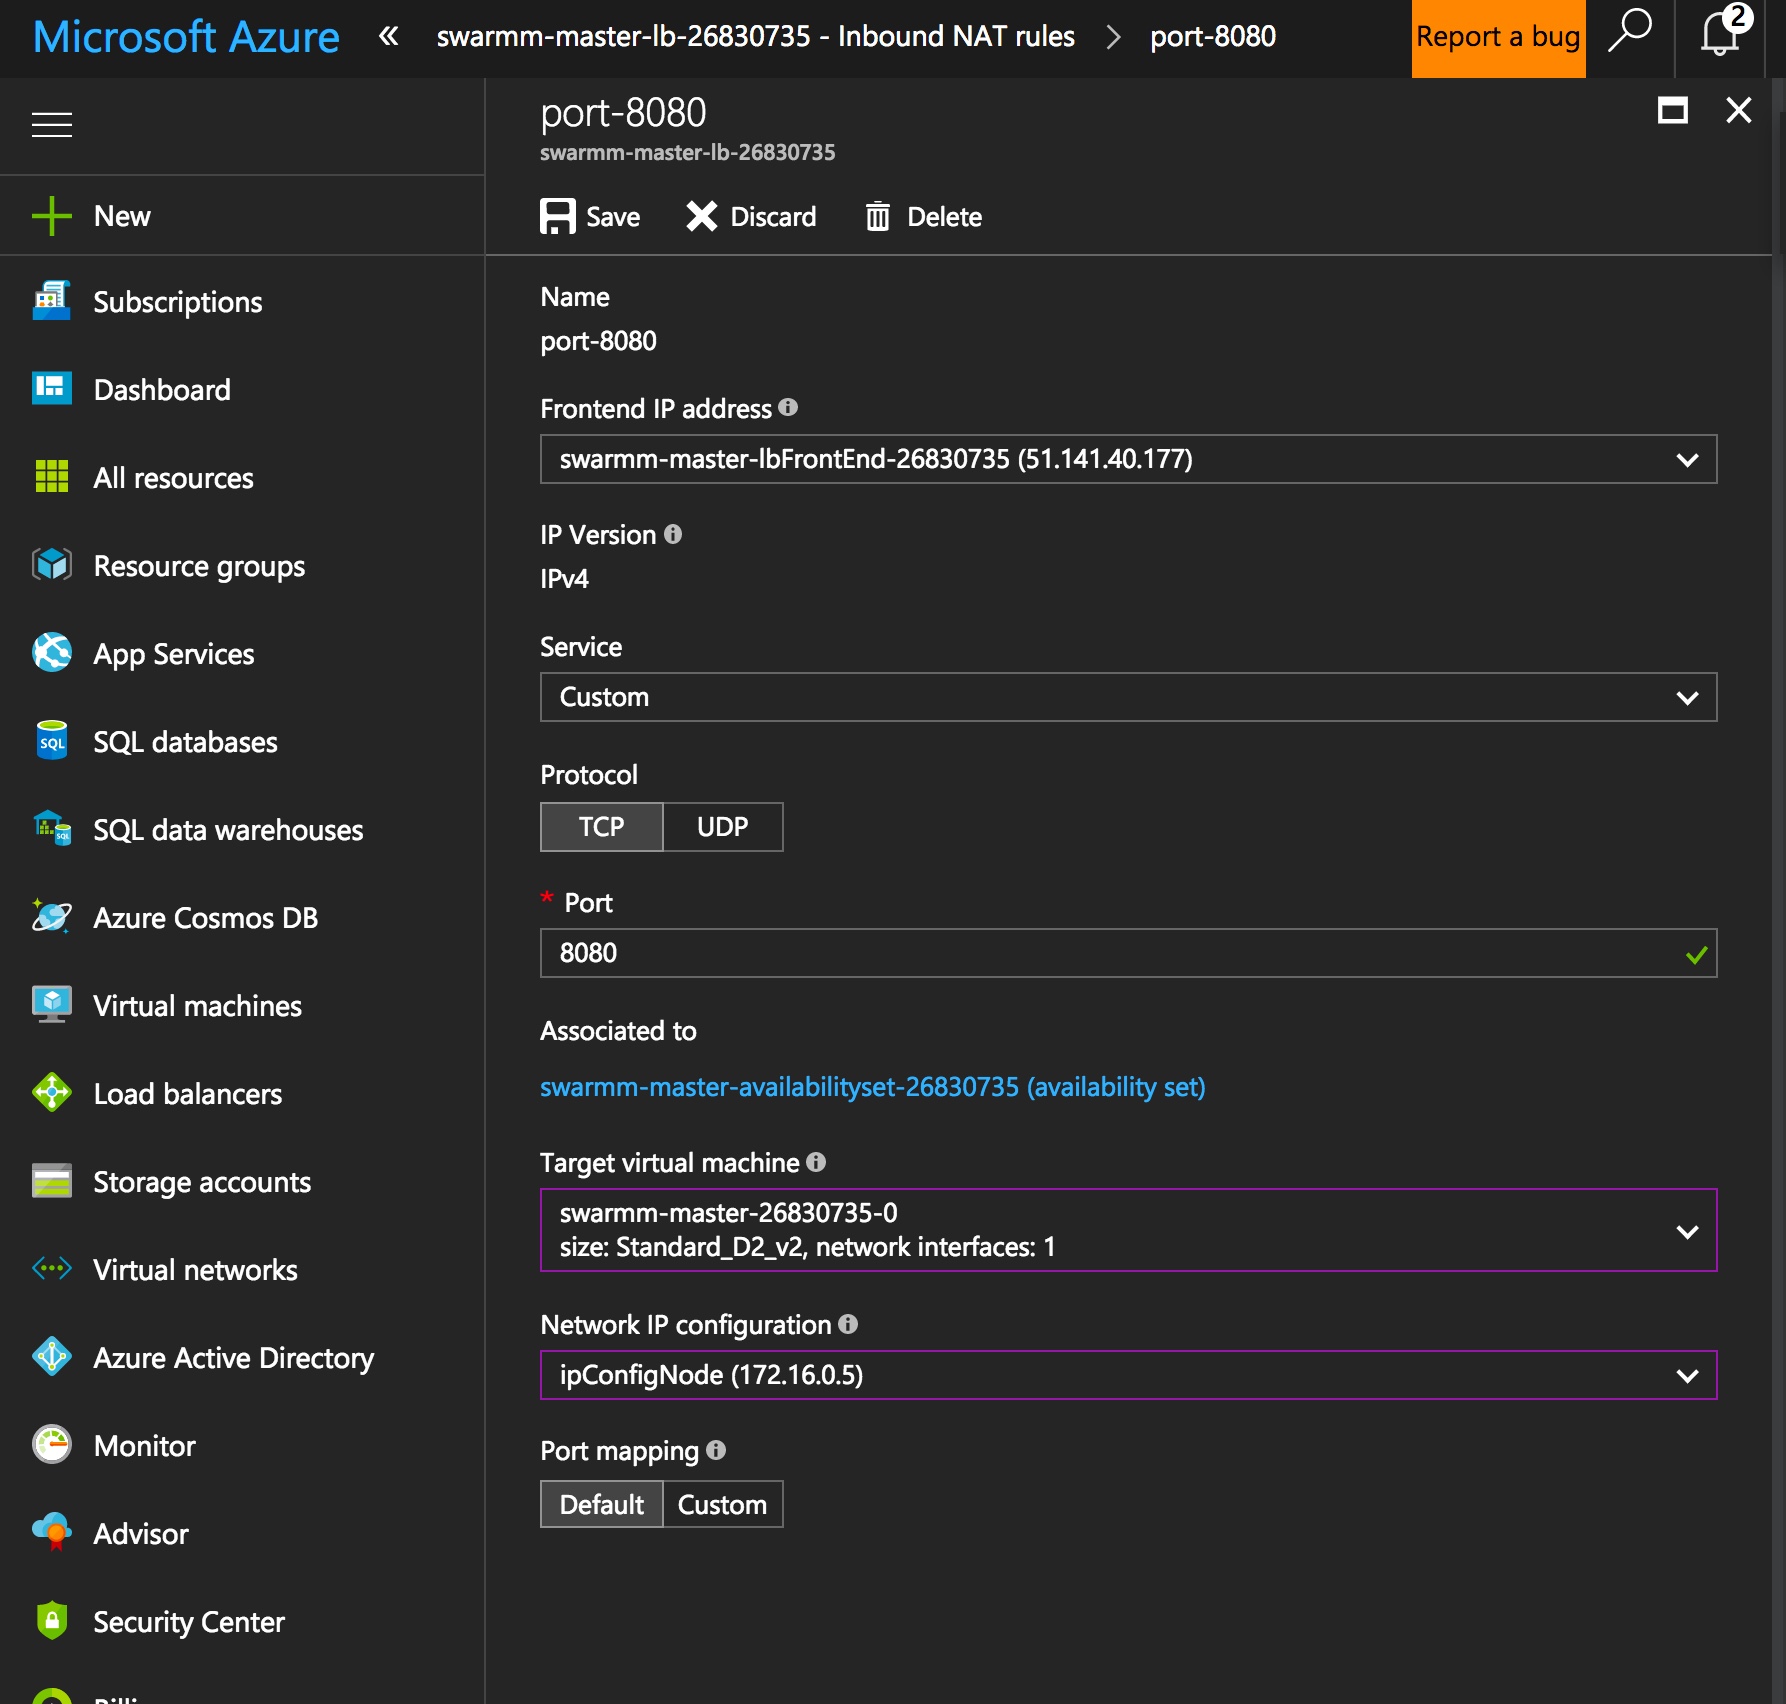 Microsoft Azure « swarmm-master-lb-26830735 - Inbound NAT rules > port-8080 Report a bug 2
port-8080
swarmm-master-lb-26830735
Save Discard Delete
New
Subscriptions
Dashboard
All resources
Resource groups
App Services
SQL
SQL databases
SQL
SQL data warehouses
Azure Cosmos DB
Virtual machines
Load balancers
Storage accounts
Virtual networks
Azure Active Directory
Monitor
Advisor
Security Center
Name
port-8080
Frontend IP address
swarmm-master-lbFrontEnd-26830735 (51.141.40.177)
IP Version
IPv4
Service
Custom
Protocol
TCP UDP
* Port
8080
Associated to
swarmm-master-availabilityset-26830735 (availability set)
Target virtual machine
swarmm-master-26830735-0
size: Standard_D2_v2, network interfaces: 1
Network IP configuration
ipConfigNode (172.16.0.5)
Port mapping
Default Custom